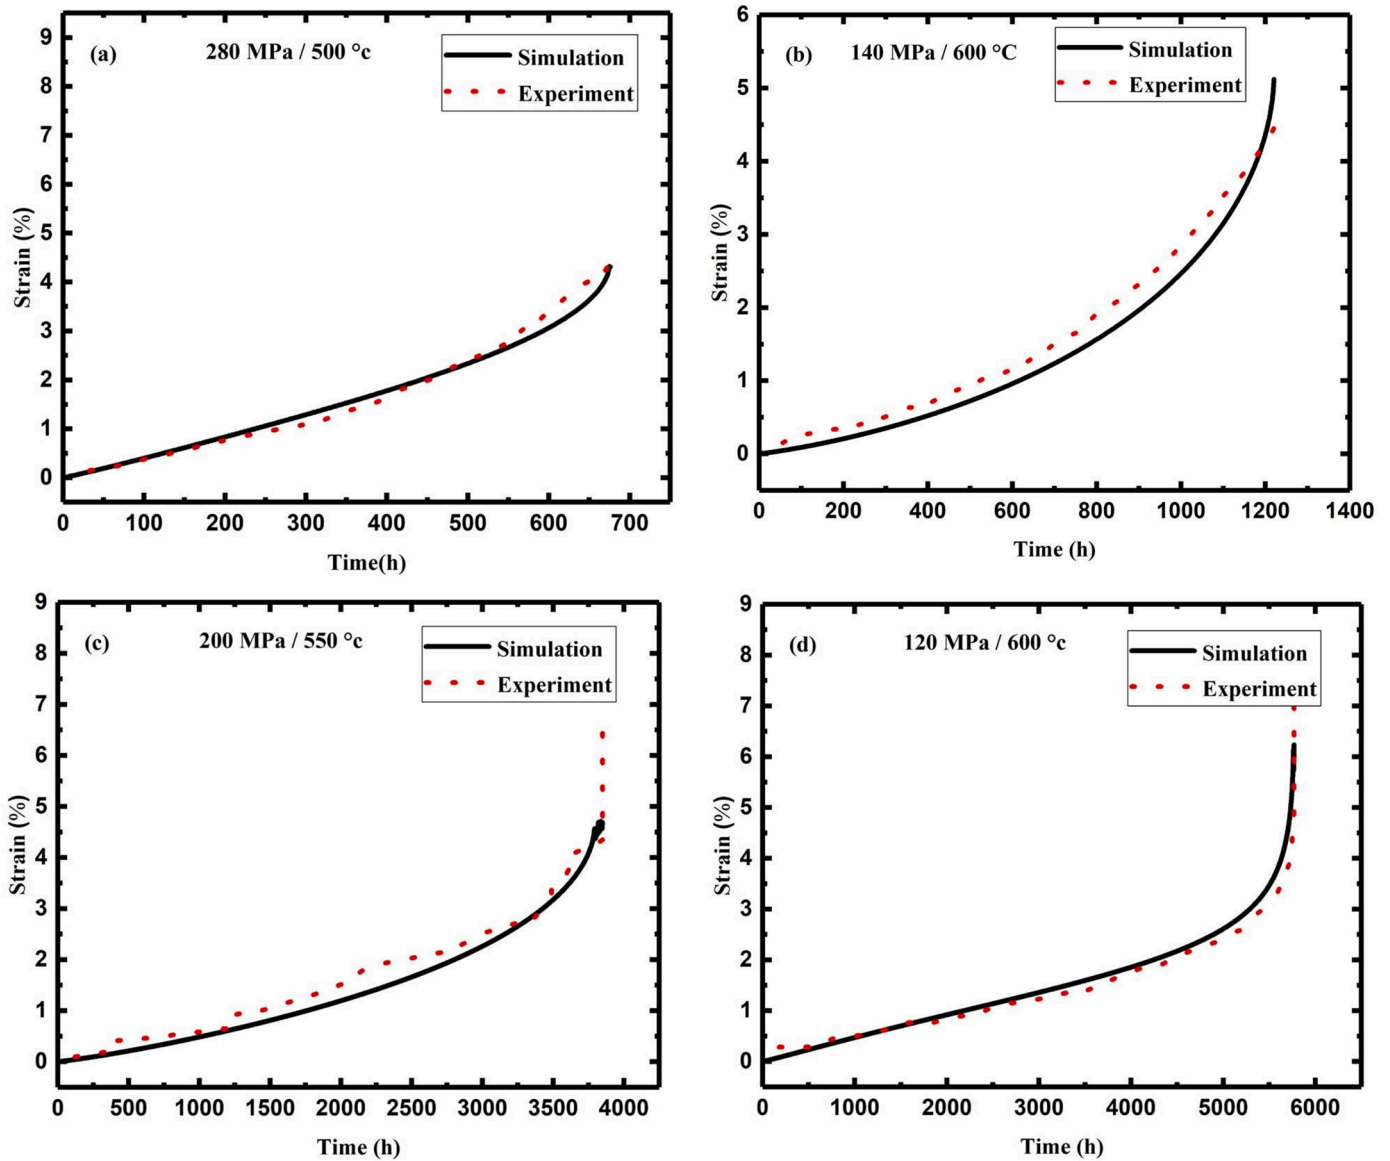 (a)
280 MPa / 500 °c
Simulation
Experiment
9
8
7
6
5
4
3
2
1
0
Strain (%)
0 100 200 300 400 500 600 700
Time(h)
(b)
140 MPa / 600 °C
Simulation
Experiment
6
5
4
3
2
1
0
Strain (%)
0 200 400 600 800 1000 1200 1400
Time (h)
(c)
200 MPa / 550 °c
Simulation
Experiment
9
8
7
6
5
4
3
2
1
0
Strain (%)
0 500 1000 1500 2000 2500 3000 3500 4000
Time (h)
(d)
120 MPa / 600 °c
Simulation
Experiment
9
8
7
6
5
4
3
2
1
0
Strain (%)
0 1000 2000 3000 4000 5000 6000
Time (h)